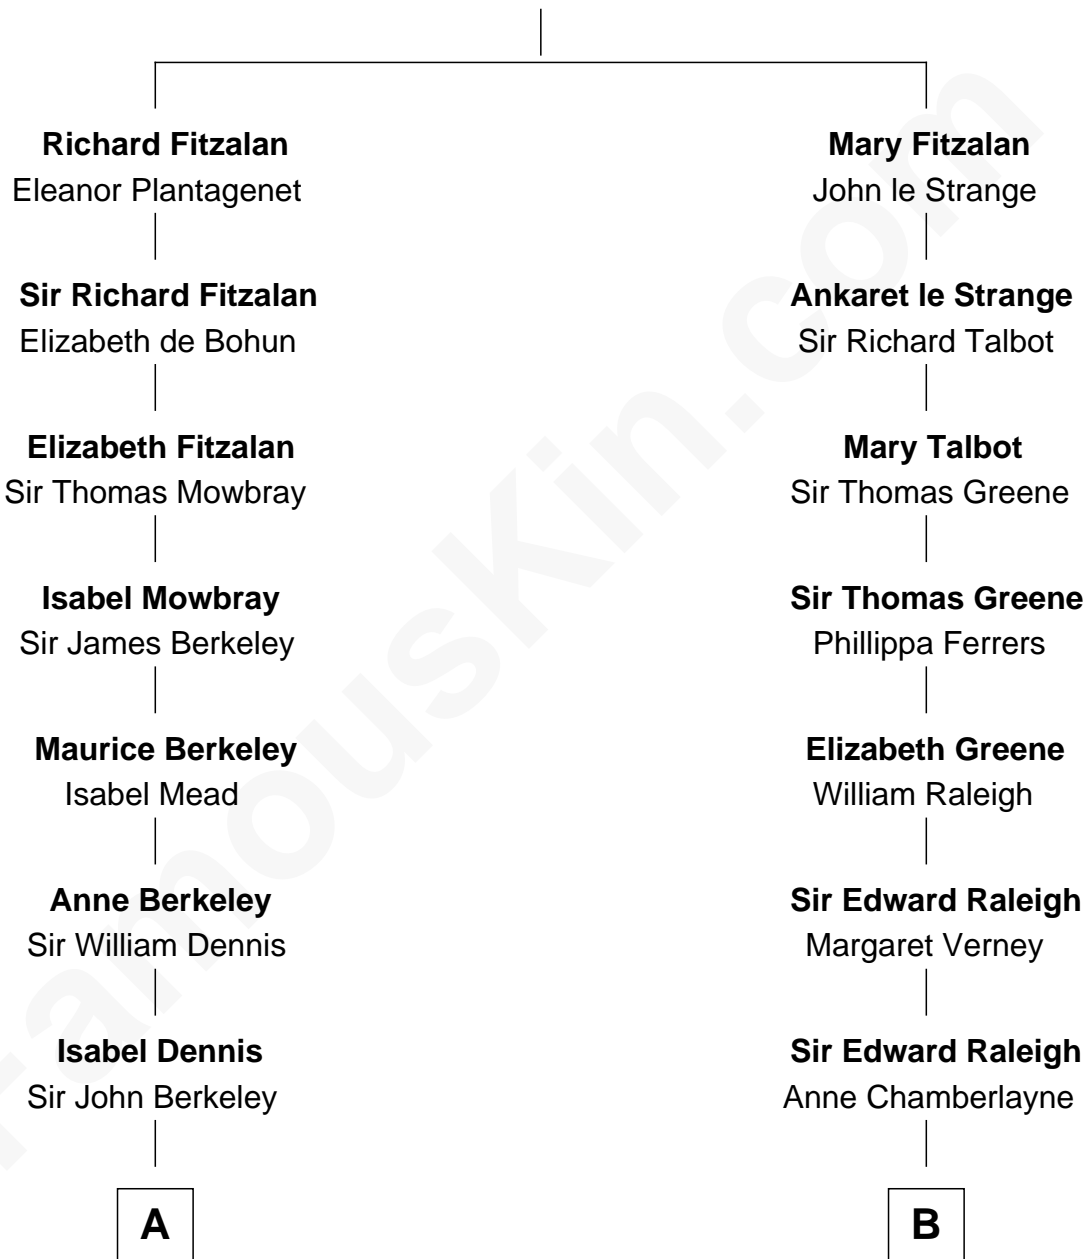 Richard Fitzalan
Eleanor Plantagenet
Sir Richard Fitzalan
Elizabeth de Bohun
Elizabeth Fitzalan
Sir Thomas Mowbray
Isabel Mowbray
Sir James Berkeley
Maurice Berkeley
Isabel Mead
Anne Berkeley
Sir William Dennis
Isabel Dennis
Sir John Berkeley
A
Mary Fitzalan
John le Strange
Ankaret le Strange
Sir Richard Talbot
Mary Talbot
Sir Thomas Greene
Sir Thomas Greene
Phillippa Ferrers
Elizabeth Greene
William Raleigh
Sir Edward Raleigh
Margaret Verney
Sir Edward Raleigh
Anne Chamberlayne
B
FamousKin.com